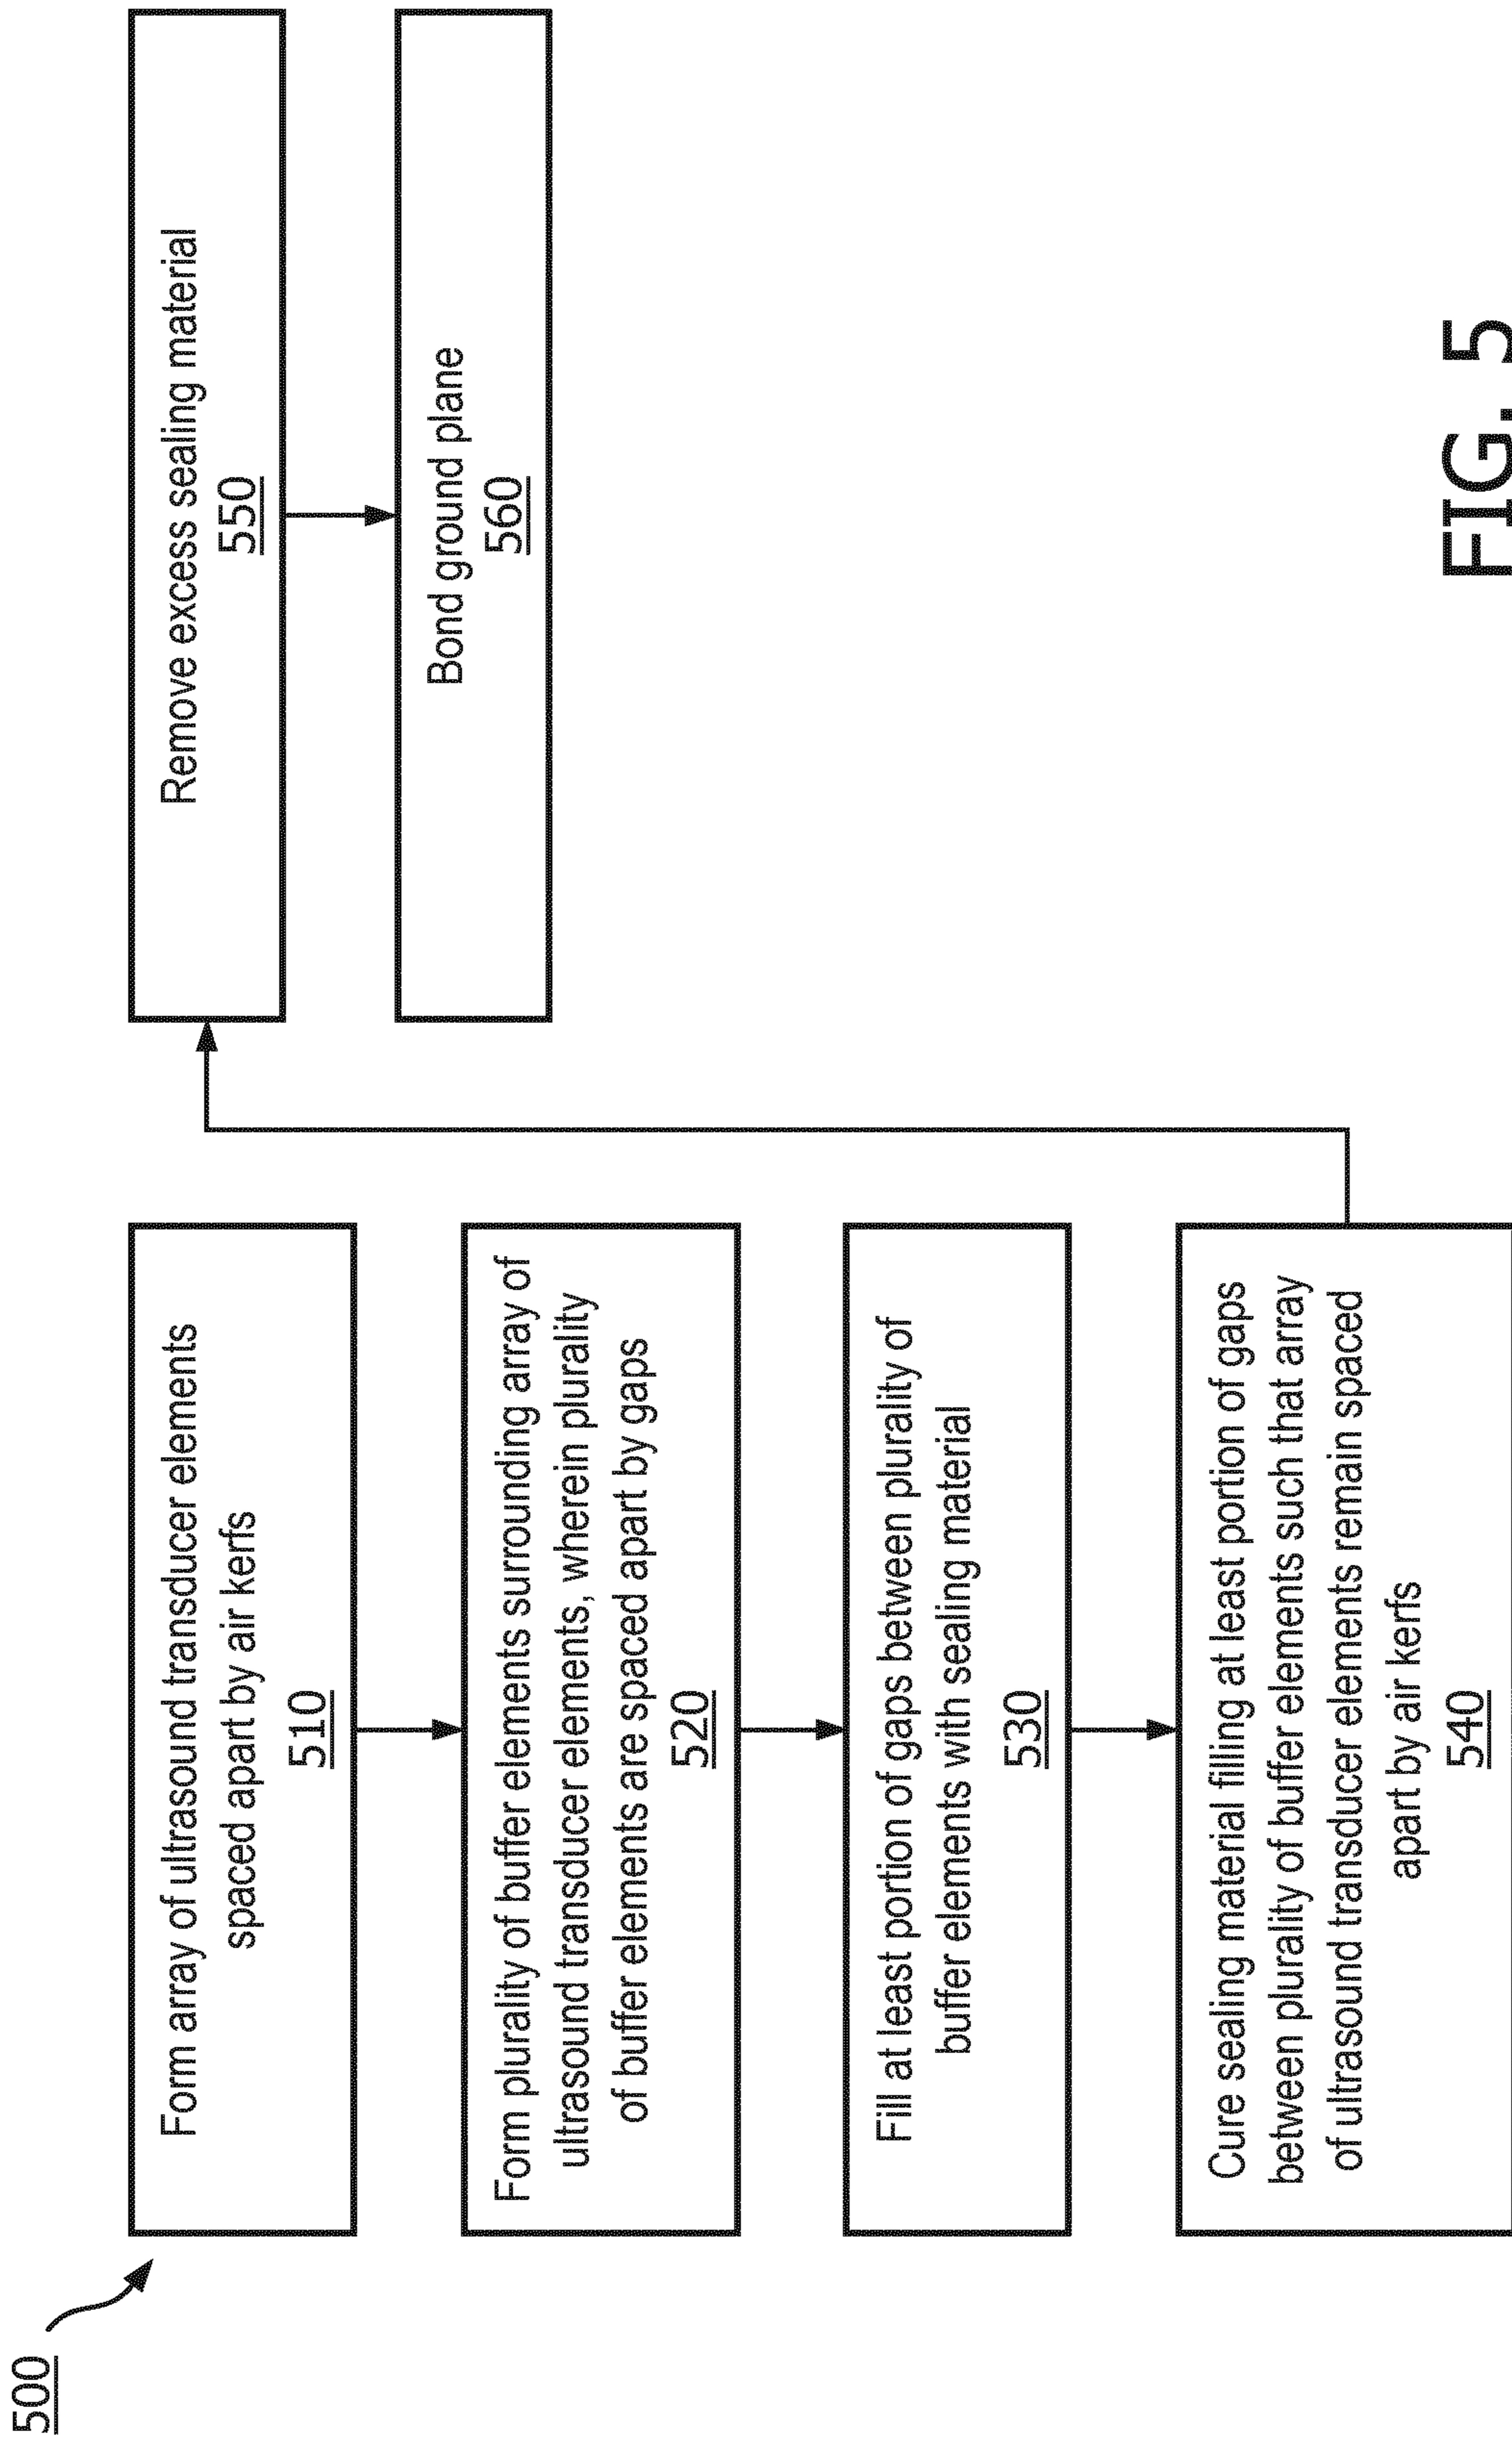 500
Form array of ultrasound transducer elements
spaced apart by air kerfs
510
Form plurality of buffer elements surrounding array of
ultrasound transducer elements, wherein plurality
of buffer elements are spaced apart by gaps
520
Fill at least portion of gaps between plurality of
buffer elements with sealing material
530
Cure sealing material filling at least portion of gaps
between plurality of buffer elements such that array
of ultrasound transducer elements remain spaced
apart by air kerfs
540
Remove excess sealing material
550
Bond ground plane
560
FIG. 5